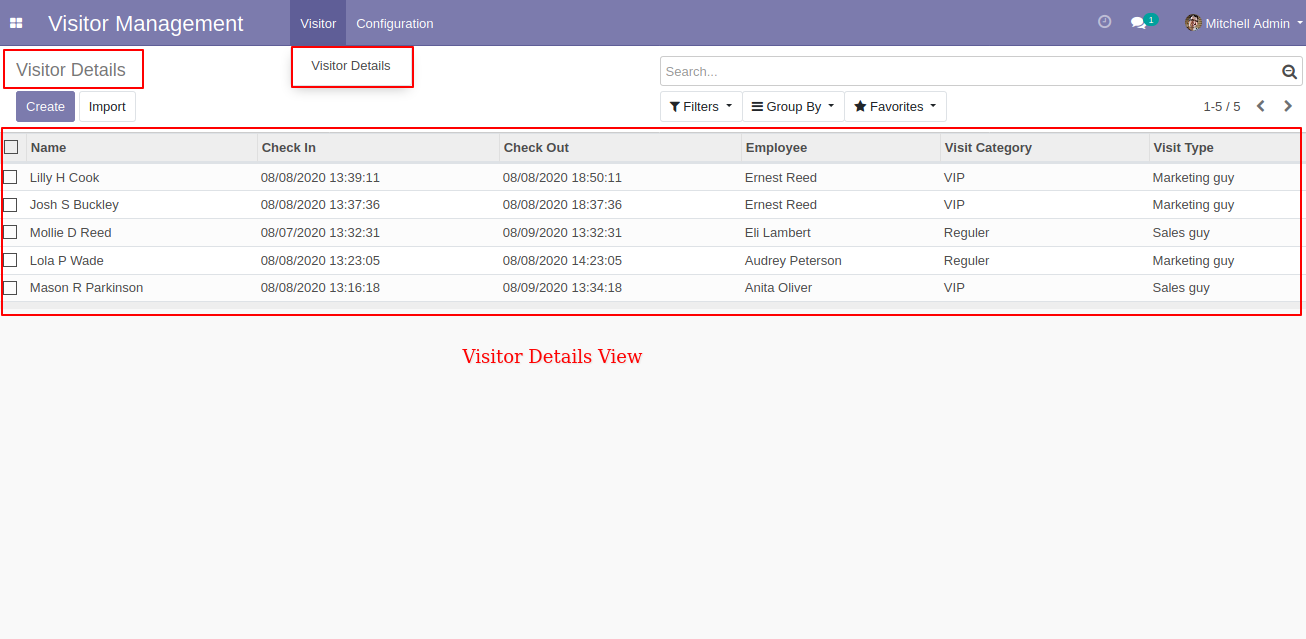 Visitor Management Visitor Configuration 1 Mitchell Admin
Visitor Details
Visitor Details
Search...
Create Import Filters Group By Favorites 1-5 / 5
Name Check In Check Out Employee Visit Category Visit Type
Lilly H Cook 08/08/2020 13:39:11 08/08/2020 18:50:11 Ernest Reed VIP Marketing guy
Josh S Buckley 08/08/2020 13:37:36 08/08/2020 18:37:36 Ernest Reed VIP Marketing guy
Mollie D Reed 08/07/2020 13:32:31 08/09/2020 13:32:31 Eli Lambert Reguler Sales guy
Lola P Wade 08/08/2020 13:23:05 08/08/2020 14:23:05 Audrey Peterson Reguler Marketing guy
Mason R Parkinson 08/08/2020 13:16:18 08/09/2020 13:34:18 Anita Oliver VIP Sales guy
Visitor Details View